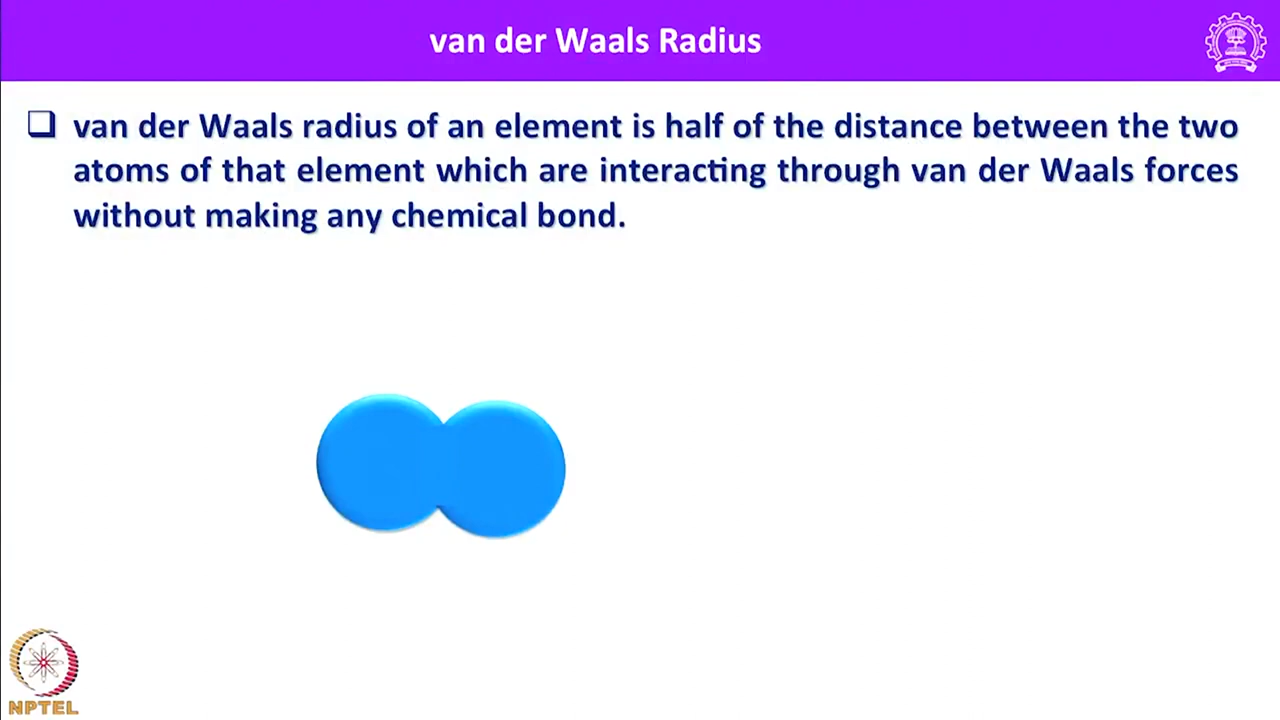 van der Waals Radius
❑ van der Waals radius of an element is half of the distance between the two
atoms of that element which are interacting through van der Waals forces
without making any chemical bond.
NPTEL